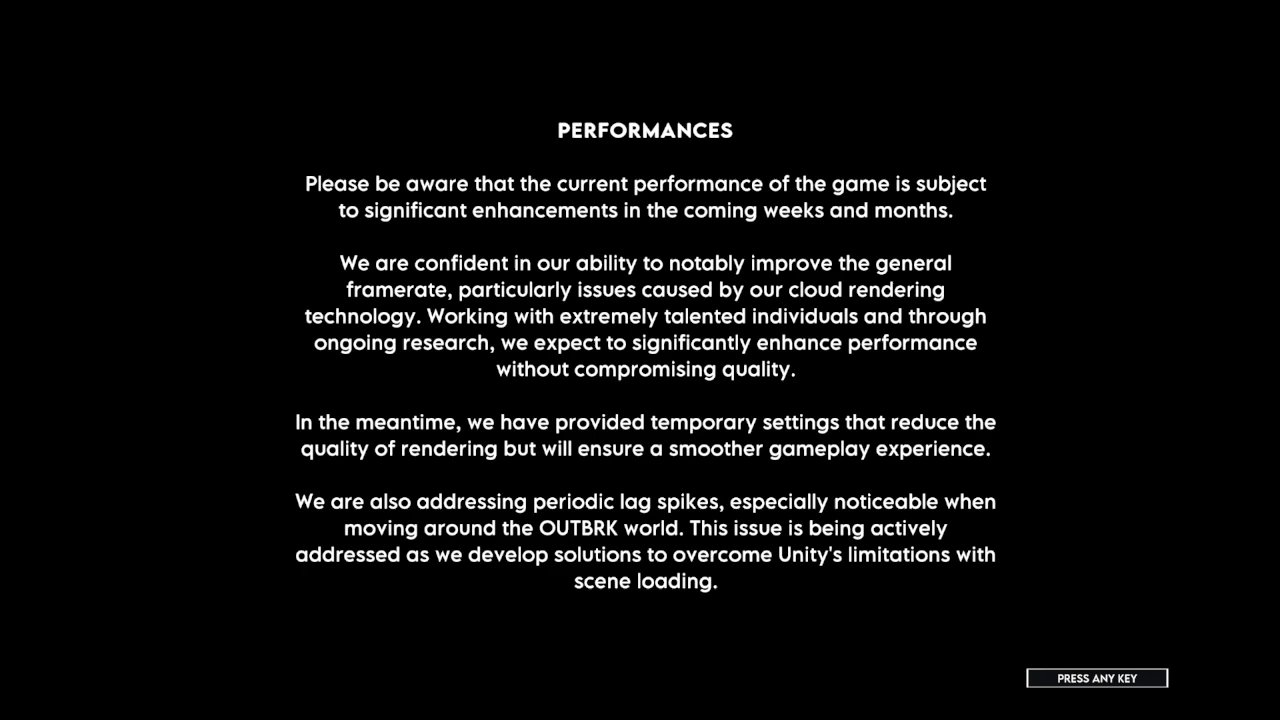 PERFORMANCES
Please be aware that the current performance of the game is subject
to significant enhancements in the coming weeks and months.
We are confident in our ability to notably improve the general
framerate, particularly issues caused by our cloud rendering
technology. Working with extremely talented individuals and through
ongoing research, we expect to significantly enhance performance
without compromising quality.
In the meantime, we have provided temporary settings that reduce the
quality of rendering but will ensure a smoother gameplay experience.
We are also addressing periodic lag spikes, especially noticeable when
moving around the OUTBRK world. This issue is being actively
addressed as we develop solutions to overcome Unity's limitations with
scene loading.
PRESS ANY KEY